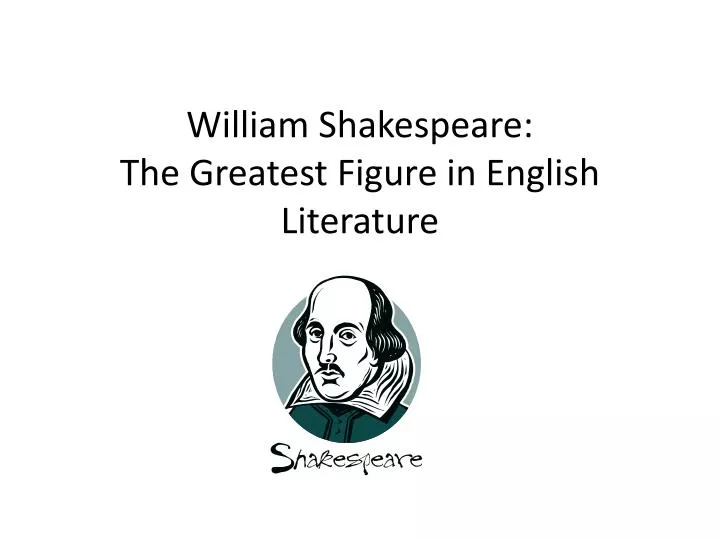 William Shakespeare:
The Greatest Figure in English
Literature
Shakespeare